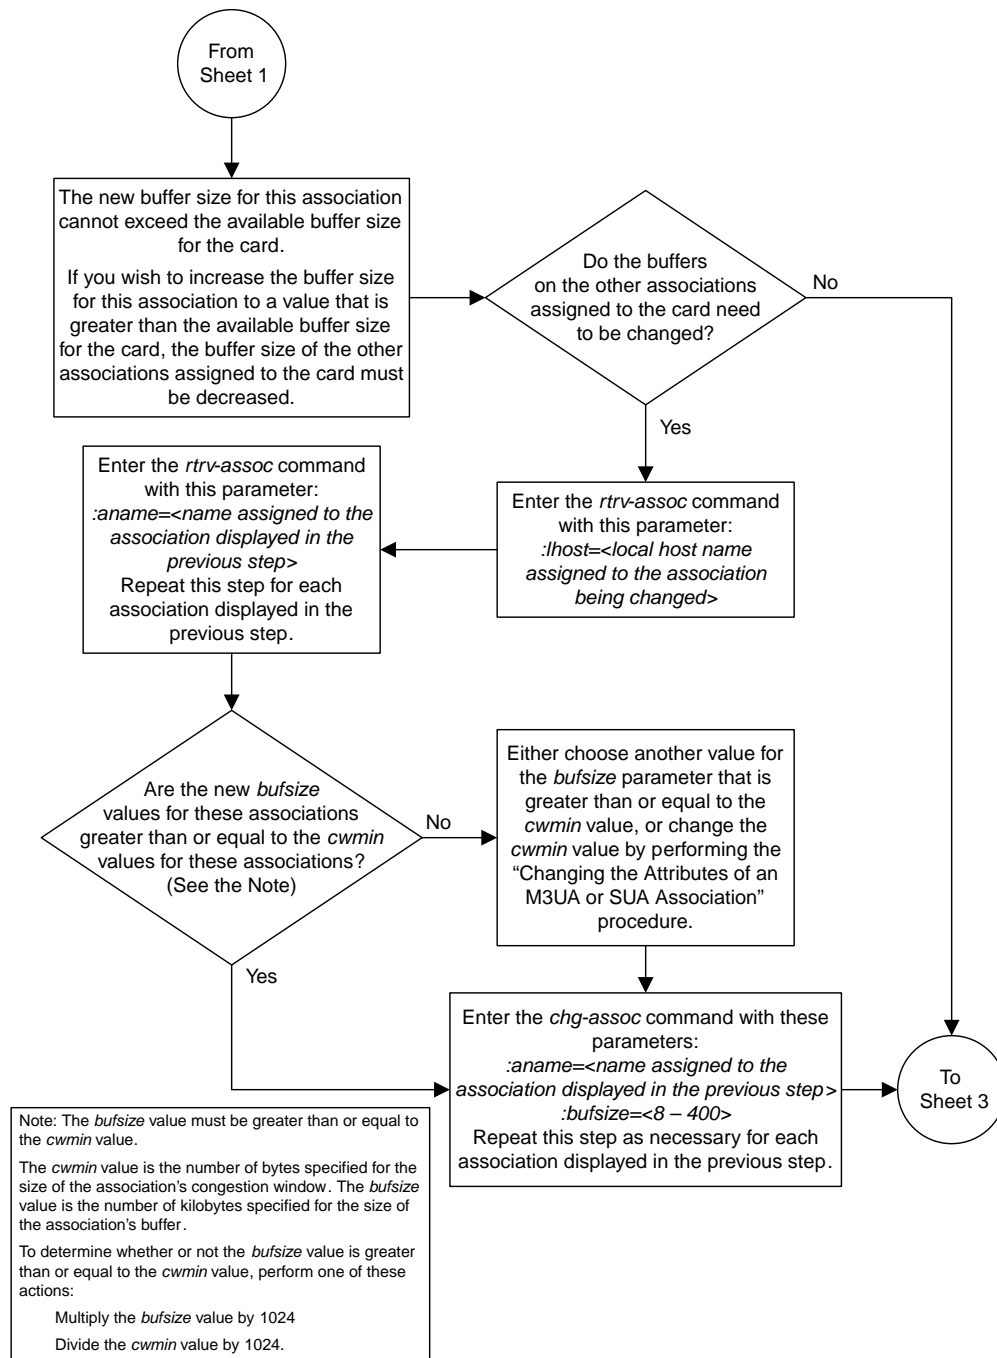 From
Sheet 1
The new buffer size for this association
cannot exceed the available buffer size
for the card.
If you wish to increase the buffer size
for this association to a value that is
greater than the available buffer size
for the card, the buffer size of the other
associations assigned to the card must
be decreased.
Do the buffers
on the other associations
assigned to the card need
to be changed?
No
Yes
Enter the rtrv-assoc command
with this parameter:
:lhost=<local host name
assigned to the association
being changed>
Enter the rtrv-assoc command
with this parameter:
:aname=<name assigned to the
association displayed in the
previous step>
Repeat this step for each
association displayed in the
previous step.
Are the new bufsize
values for these associations
greater than or equal to the cwmin
values for these associations?
(See the Note)
No
Yes
Either choose another value for
the bufsize parameter that is
greater than or equal to the
cwmin value, or change the
cwmin value by performing the
“Changing the Attributes of an
M3UA or SUA Association”
procedure.
Enter the chg-assoc command with these
parameters:
:aname=<name assigned to the
association displayed in the previous step>
:bufsize=<8 – 400>
Repeat this step as necessary for each
association displayed in the previous step.
To
Sheet 3
Note: The bufsize value must be greater than or equal to
the cwmin value.
The cwmin value is the number of bytes specified for the
size of the association’s congestion window. The bufsize
value is the number of kilobytes specified for the size of
the association’s buffer.
To determine whether or not the bufsize value is greater
than or equal to the cwmin value, perform one of these
actions:
Multiply the bufsize value by 1024
Divide the cwmin value by 1024.